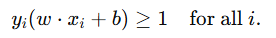 yᵢ(w · xᵢ + b) ≥ 1 for all i.